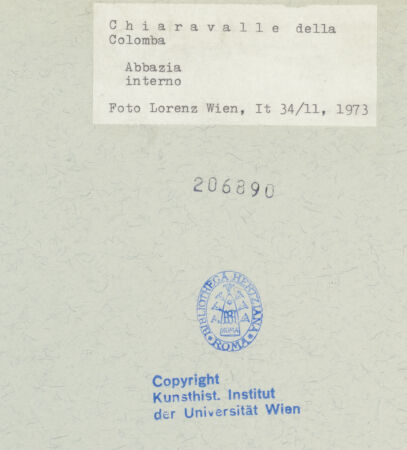 C h i a r a v a l l e della
Colomba
Abbazia
interno
Foto Lorenz Wien, It 34/11, 1973
206890
BIBLIOTHECA HERTZIANA
ROMA
ROMA
Copyright
Kunsthist. Institut
der Universität Wien